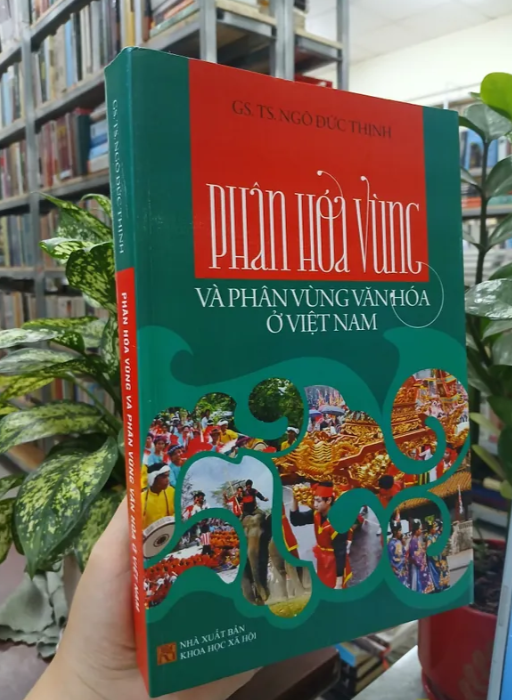 GS. TS. NGÔ ĐỨC THỊNH
PHÂN HÓA VÙNG
VÀ PHÂN VÙNG VĂN HÓA
Ở VIỆT NAM
NHÀ XUẤT BẢN
KHOA HỌC XÃ HỘI
GS. TS. NGÔ ĐỨC THỊNH
PHÂN HÓA VÙNG VÀ PHÂN VÙNG VĂN HÓA Ở VIỆT NAM